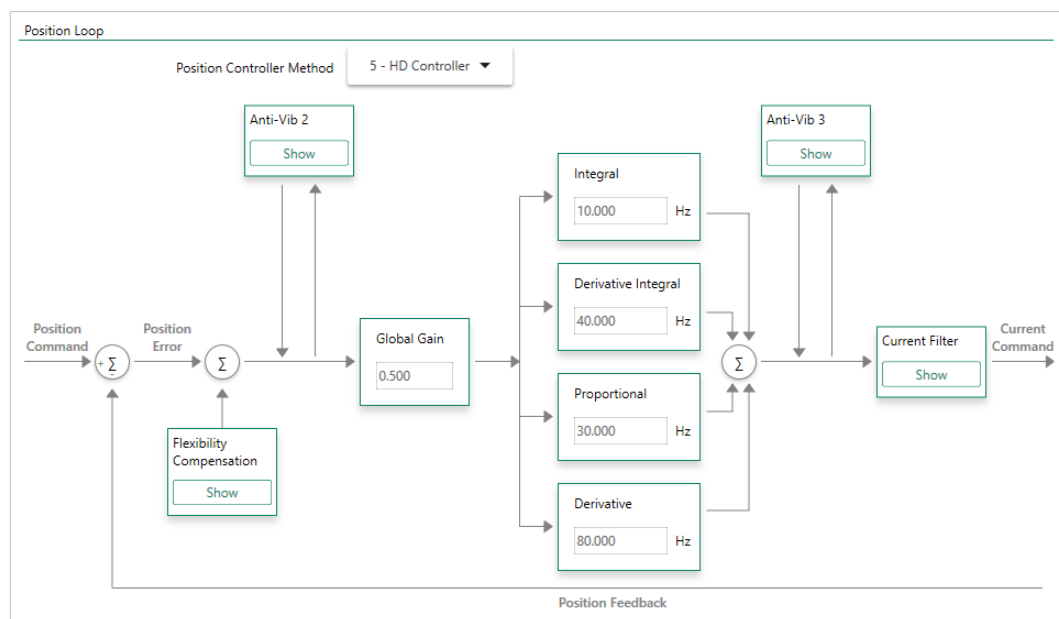 Position Loop
Position Controller Method
5 - HD Controller
Anti-Vib 2
Show
Anti-Vib 3
Show
Integral
10.000 Hz
Derivative Integral
40.000 Hz
Position
Command
Position
Error
+
Σ
-
Σ
Global Gain
0.500
Σ
Current Filter
Show
Current
Command
Proportional
30.000 Hz
Flexibility
Compensation
Show
Derivative
80.000 Hz
Position Feedback